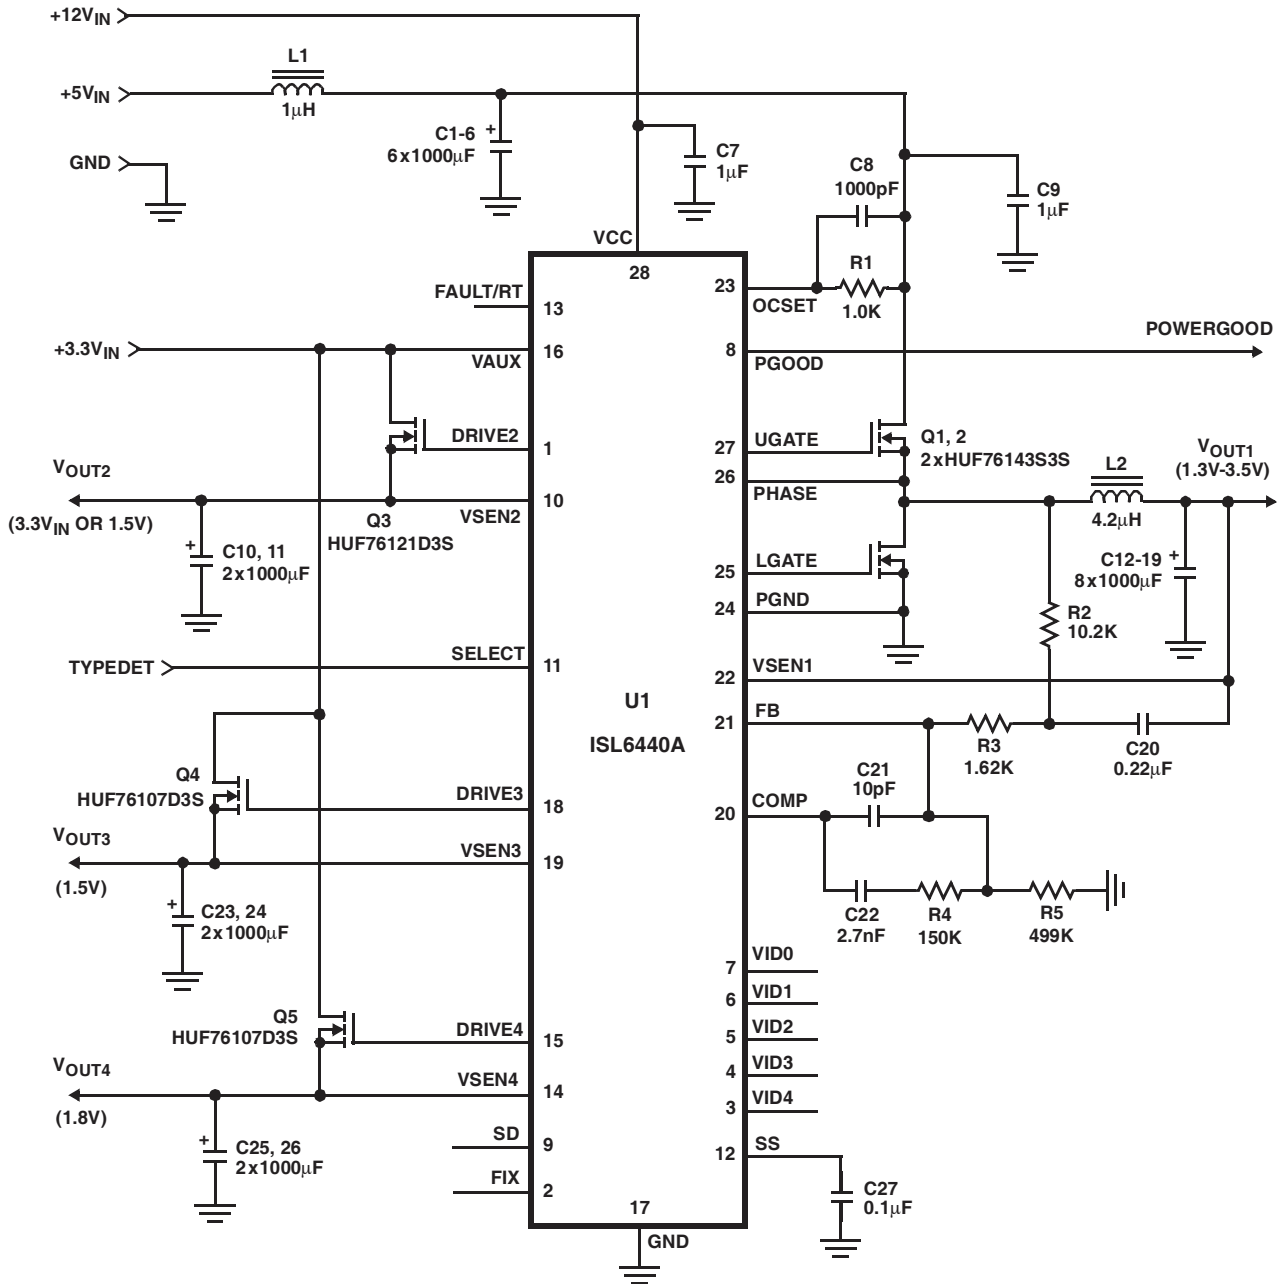 +12VIN
L1
+5VIN
1μH
C1-6
6x1000μF
+
GND
C7
1μF
C8
1000pF
C9
1μF
VCC
28
R1
1.0K
23
OCSET
FAULT/RT
13
POWERGOOD
8
PGOOD
+3.3VIN
16
VAUX
DRIVE2
1
UGATE
27
Q1, 2
2xHUF76143S3S
26
PHASE
VOUT1
(1.3V-3.5V)
L2
4.2μH
VOUT2
(3.3VIN OR 1.5V)
10
VSEN2
Q3
HUF76121D3S
+
C10, 11
2x1000μF
LGATE
25
PGND
24
C12-19
8x1000μF
+
R2
10.2K
TYPEDET
SELECT
11
VSEN1
22
U1
ISL6440A
FB
21
R3
1.62K
C20
0.22μF
Q4
HUF76107D3S
DRIVE3
18
C21
10pF
COMP
20
VOUT3
(1.5V)
VSEN3
19
+
C23, 24
2x1000μF
C22
2.7nF
R4
150K
R5
499K
7
VID0
6
VID1
5
VID2
4
VID3
3
VID4
Q5
HUF76107D3S
DRIVE4
15
VOUT4
(1.8V)
VSEN4
14
+
C25, 26
2x1000μF
SD
9
FIX
2
12
SS
C27
0.1μF
17
GND